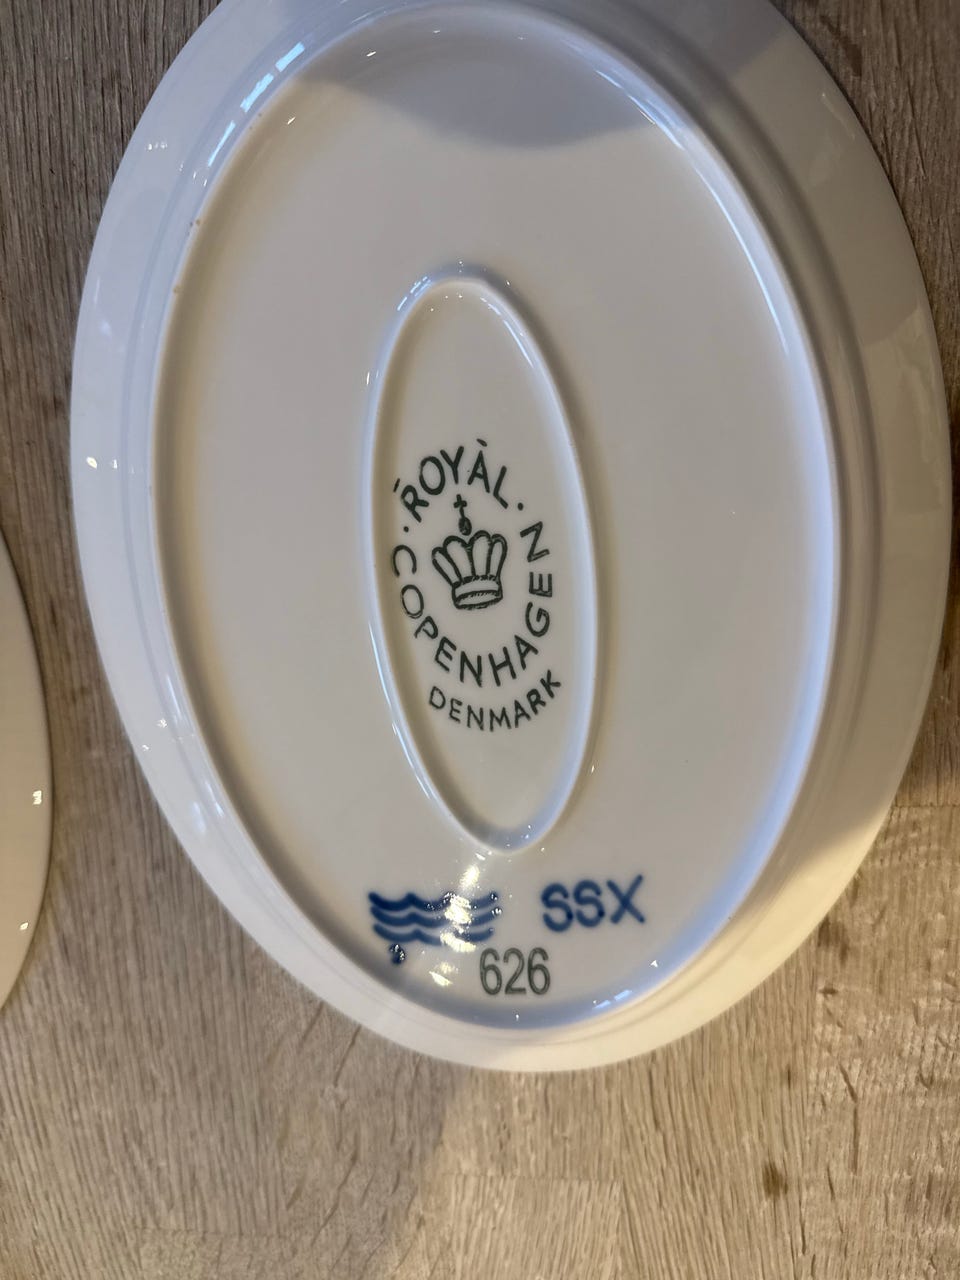 ROYAL
COPENHAGEN
DENMARK
SSX
626